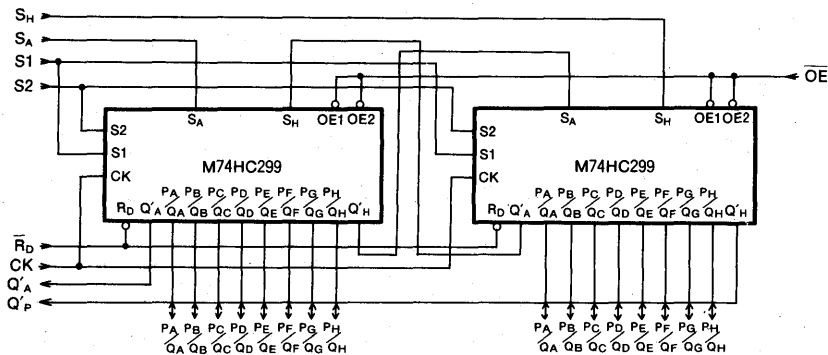 SH
SA
S1
S2
OE
SA SH OE1 OE2
SA SH OE1 OE2
S2
S1
CK
M74HC299
S2
S1
CK
M74HC299
PA PB PC PD PE PF PG PH
RD Q'A QA QB QC QD QE QF QG QH Q'H
PA PB PC PD PE PF PG PH
RD Q'A QA QB QC QD QE QF QG QH Q'H
RD
CK
Q'A
Q'P
PA PB PC PD PE PF PG PH
QA QB QC QD QE QF QG QH
PA PB PC PD PE PF PG PH
QA QB QC QD QE QF QG QH